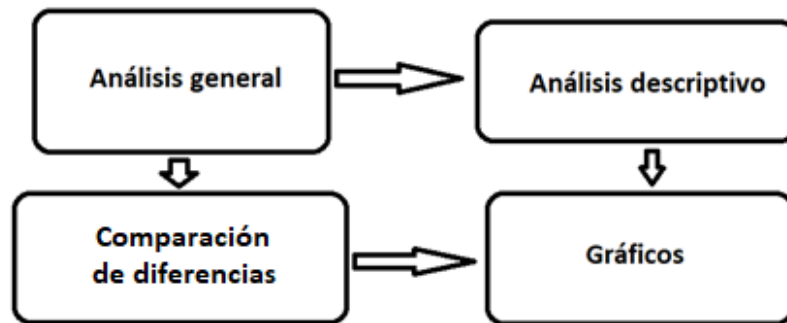 Análisis general
Análisis descriptivo
Comparación
de diferencias
Gráficos